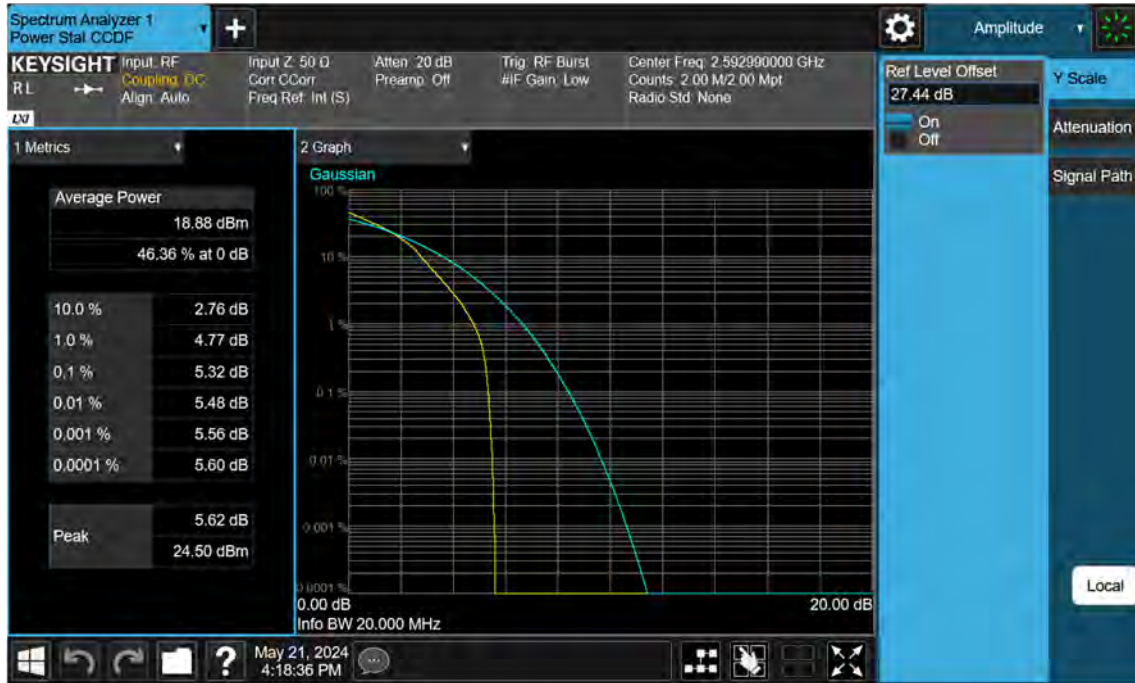 Spectrum Analyzer 1
Power Stat CCDF
+
Amplitude
KEYSIGHT
RL
LXI
Input: RF
Coupling: DC
Align: Auto
Input Z: 50 Ω
Corr CCorr
Freq Ref: Int (S)
Atten: 20 dB
Preamp: Off
Trig: RF Burst
#IF Gain: Low
Center Freq: 2.592990000 GHz
Counts: 2.00 M/2.00 Mpt
Radio Std: None
Ref Level Offset
27.44 dB
On
Off
Y Scale
Attenuation
Signal Path
Local
1 Metrics
Average Power
18.88 dBm
46.36 % at 0 dB
10.0 % 2.76 dB
1.0 % 4.77 dB
0.1 % 5.32 dB
0.01 % 5.48 dB
0.001 % 5.56 dB
0.0001 % 5.60 dB
Peak
5.62 dB
24.50 dBm
2 Graph
Gaussian
100 %
10 %
1 %
0.1 %
0.01 %
0.001 %
0.0001 %
0.00 dB 20.00 dB
Info BW 20.000 MHz
?
May 21, 2024
4:18:36 PM